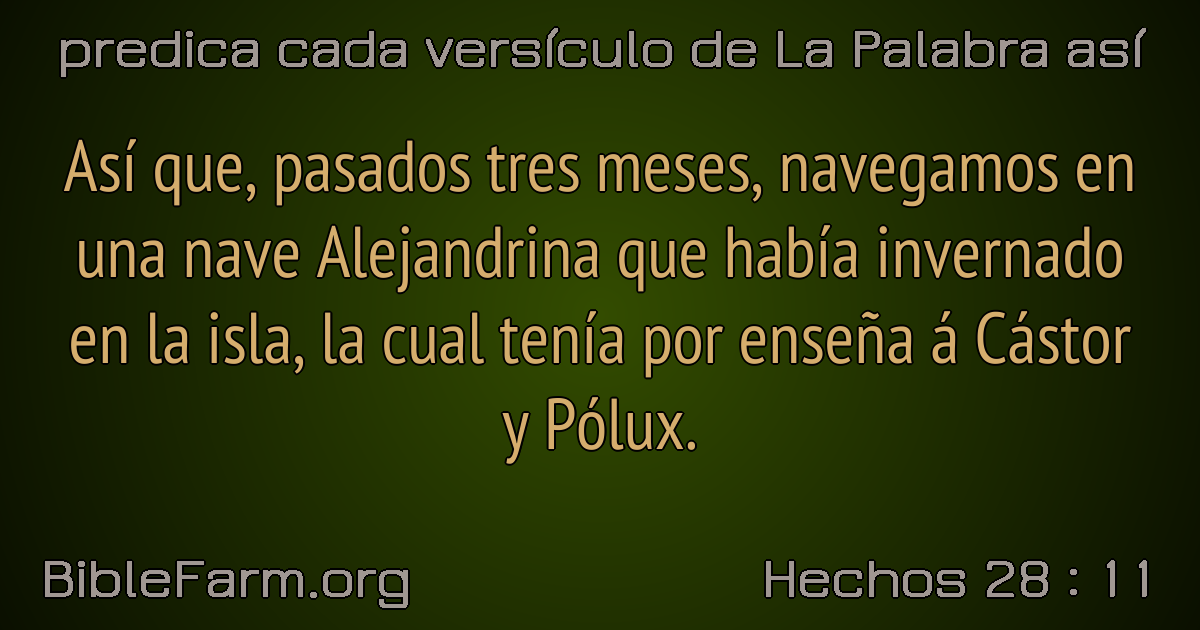 predica cada versículo de La Palabra así
Así que, pasados tres meses, navegamos en
una nave Alejandrina que había invernado
en la isla, la cual tenía por enseña á Cástor
y Pólux.
BibleFarm.org
Hechos 28 : 11